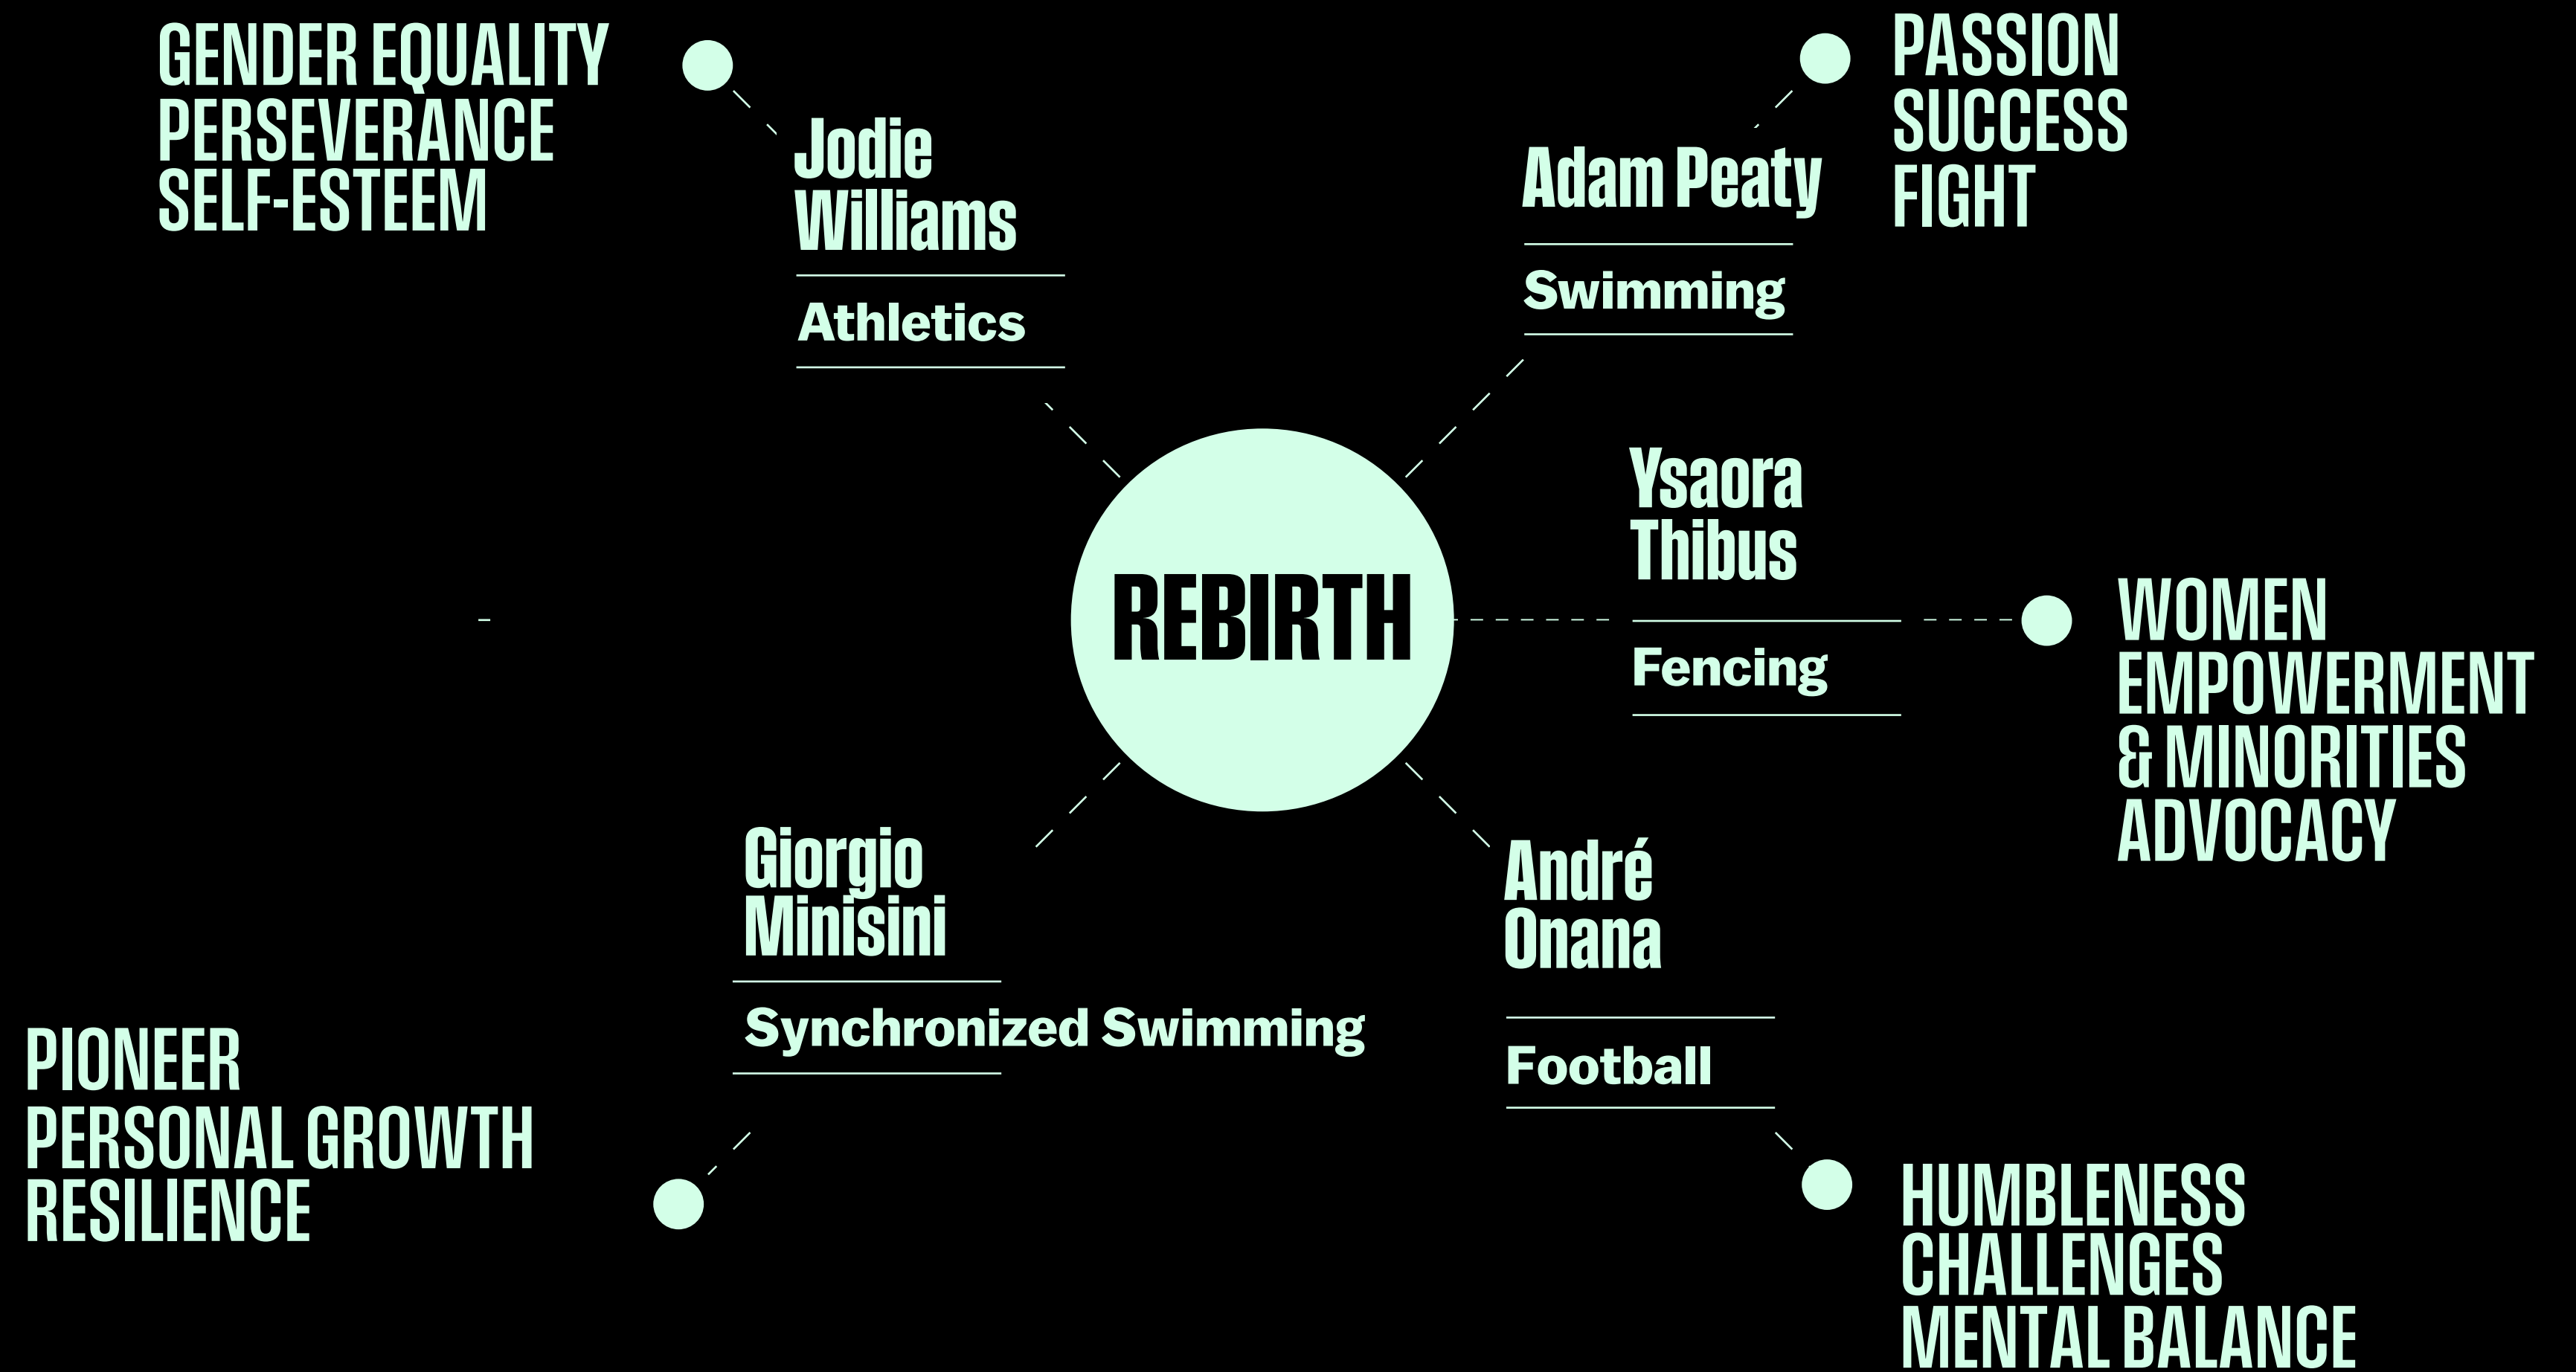 GENDER EQUALITY
PERSEVERANCE
SELF-ESTEEM
Jodie
Williams
Athletics
Adam Peaty
Swimming
PASSION
SUCCESS
FIGHT
REBIRTH
Ysaora
Thibus
Fencing
WOMEN
EMPOWERMENT
& MINORITIES
ADVOCACY
Giorgio
Minisini
Synchronized Swimming
PIONEER
PERSONAL GROWTH
RESILIENCE
André
Onana
Football
HUMBLENESS
CHALLENGES
MENTAL BALANCE